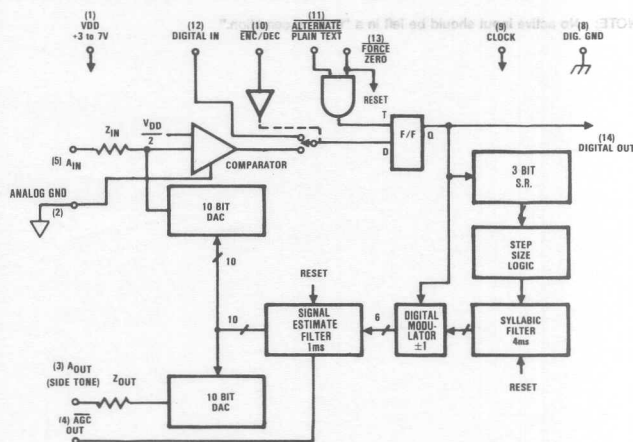 (1)
VDD
+3 to 7V
(12)
DIGITAL IN
(10)
ENC/DEC
(11)
ALTERNATE
PLAIN TEXT
(13)
FORCE
ZERO
(9)
CLOCK
(8)
DIG. GND
RESET
ZIN
VDD
2
(5) AIN
COMPARATOR
T
F/F
Q
D
(14)
DIGITAL OUT
ANALOG GND
(2)
10 BIT
DAC
3 BIT
S.R.
STEP
SIZE
LOGIC
10
RESET
10
SIGNAL
ESTIMATE
FILTER
1ms
6
DIGITAL
MODU-
LATOR
±1
SYLLABIC
FILTER
4ms
RESET
(3) AOUT
(SIDE TONE)
ZOUT
10 BIT
DAC
(4) AGC
OUT